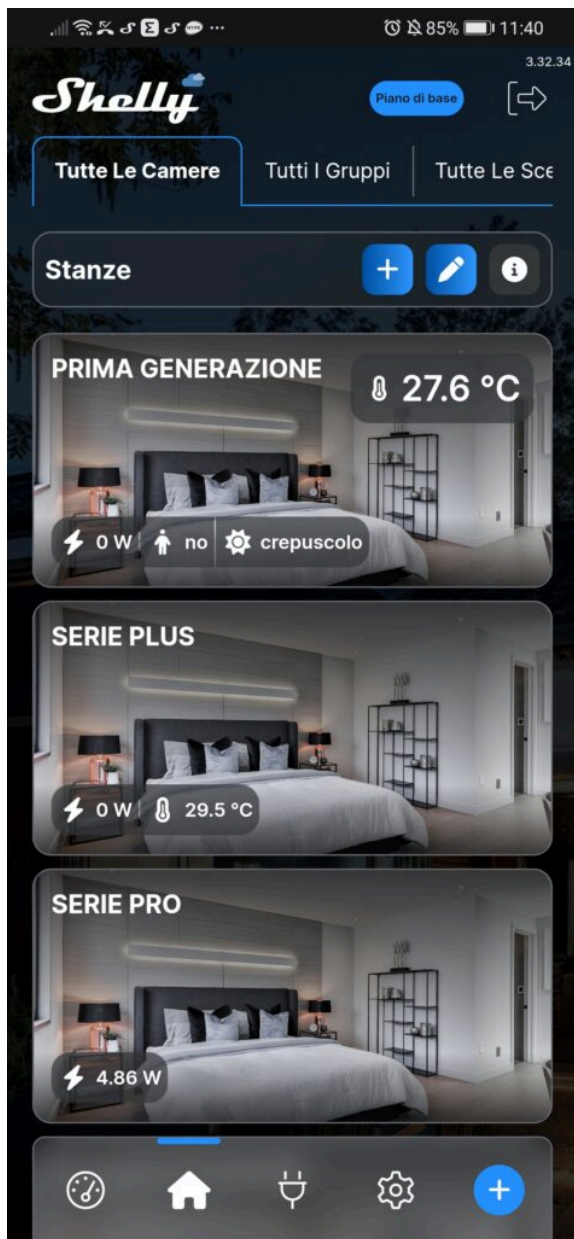 85% 11:40
3.32.34
Shelly
Piano di base
Tutte Le Camere Tutti I Gruppi Tutte Le Sce
Stanze
PRIMA GENERAZIONE
27.6 °C
0 W no crepuscolo
SERIE PLUS
0 W 29.5 °C
SERIE PRO
4.86 W